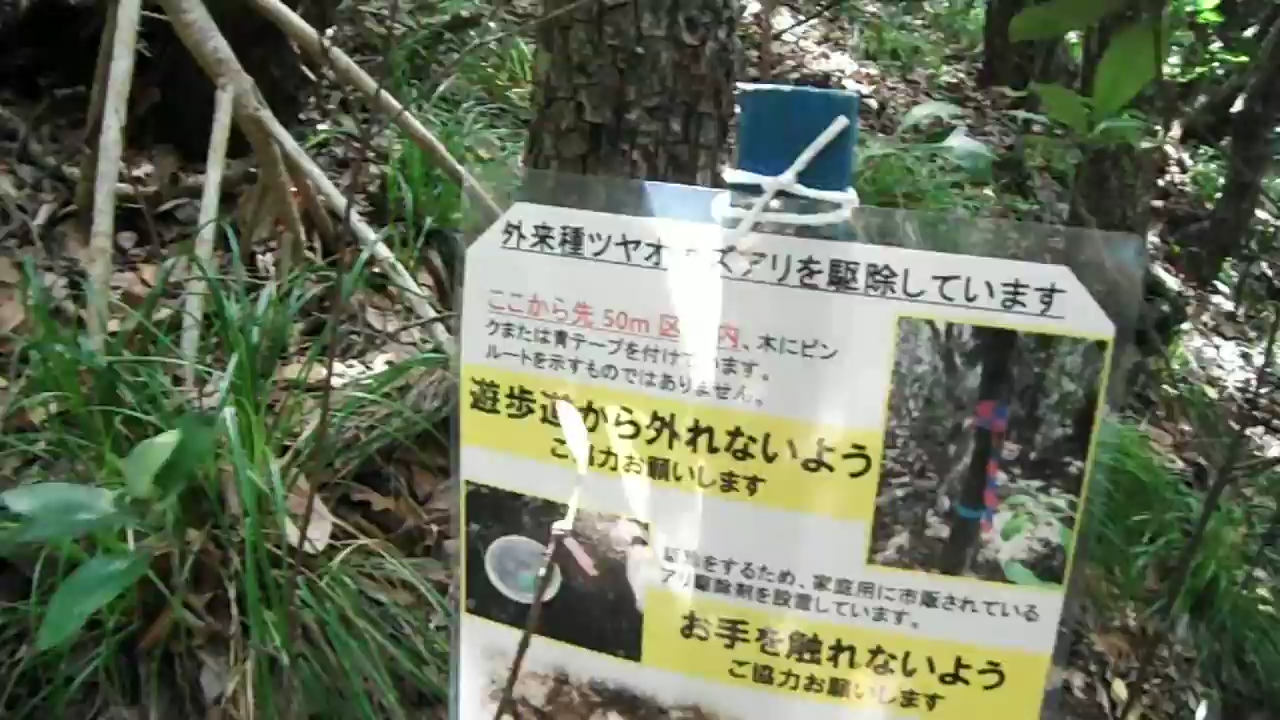 外来種ツヤオ ズアリを駆除しています
ここから先 50m 区 内、木にピン
クまたは青テープを付けています。
ルートを示すものではありません。
遊歩道から外れないよう
ご協力お願いします
駆除をするため、家庭用に市販されている
アリ駆除剤を設置しています。
お手を触れないよう
ご協力お願いします